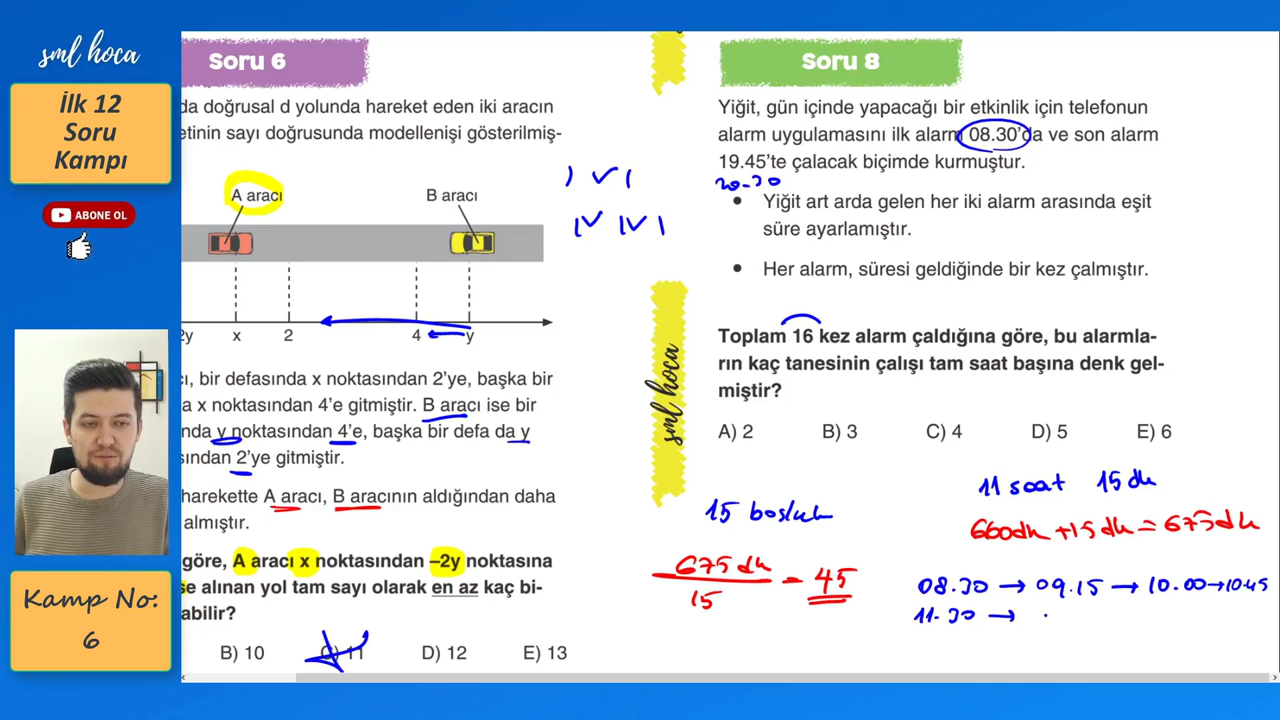 sml hoca
İlk 12
Soru
Kampı
ABONE OL
Kamp No:
6
Soru 6
da doğrusal d yolunda hareket eden iki aracın
etinin sayı doğrusunda modellenişi gösterilmiş-
A aracı
B aracı
2y
x
2
4
y
ı, bir defasında x noktasından 2'ye, başka bir
a x noktasından 4'e gitmiştir. B aracı ise bir
nda y noktasından 4'e, başka bir defa da y
sından 2'ye gitmiştir.
harekette A aracı, B aracının aldığından daha
almıştır.
göre, A aracı x noktasından –2y noktasına
se alınan yol tam sayı olarak en az kaç bi-
abilir?
B) 10
C) 11
D) 12
E) 13
sml hoca
Soru 8
Yiğit, gün içinde yapacağı bir etkinlik için telefonun
alarm uygulamasını ilk alarm 08.30'da ve son alarm
19.45'te çalacak biçimde kurmuştur.
• Yiğit art arda gelen her iki alarm arasında eşit
süre ayarlamıştır.
• Her alarm, süresi geldiğinde bir kez çalmıştır.
Toplam 16 kez alarm çaldığına göre, bu alarmla-
rın kaç tanesinin çalışı tam saat başına denk gel-
miştir?
A) 2
B) 3
C) 4
D) 5
E) 6
11 saat 15 dk
15 boşluk
660dk + 15 dk = 675dk
675 dk
15
= 45
08.30 → 09.15 → 10.00 → 10.45
11.30 →